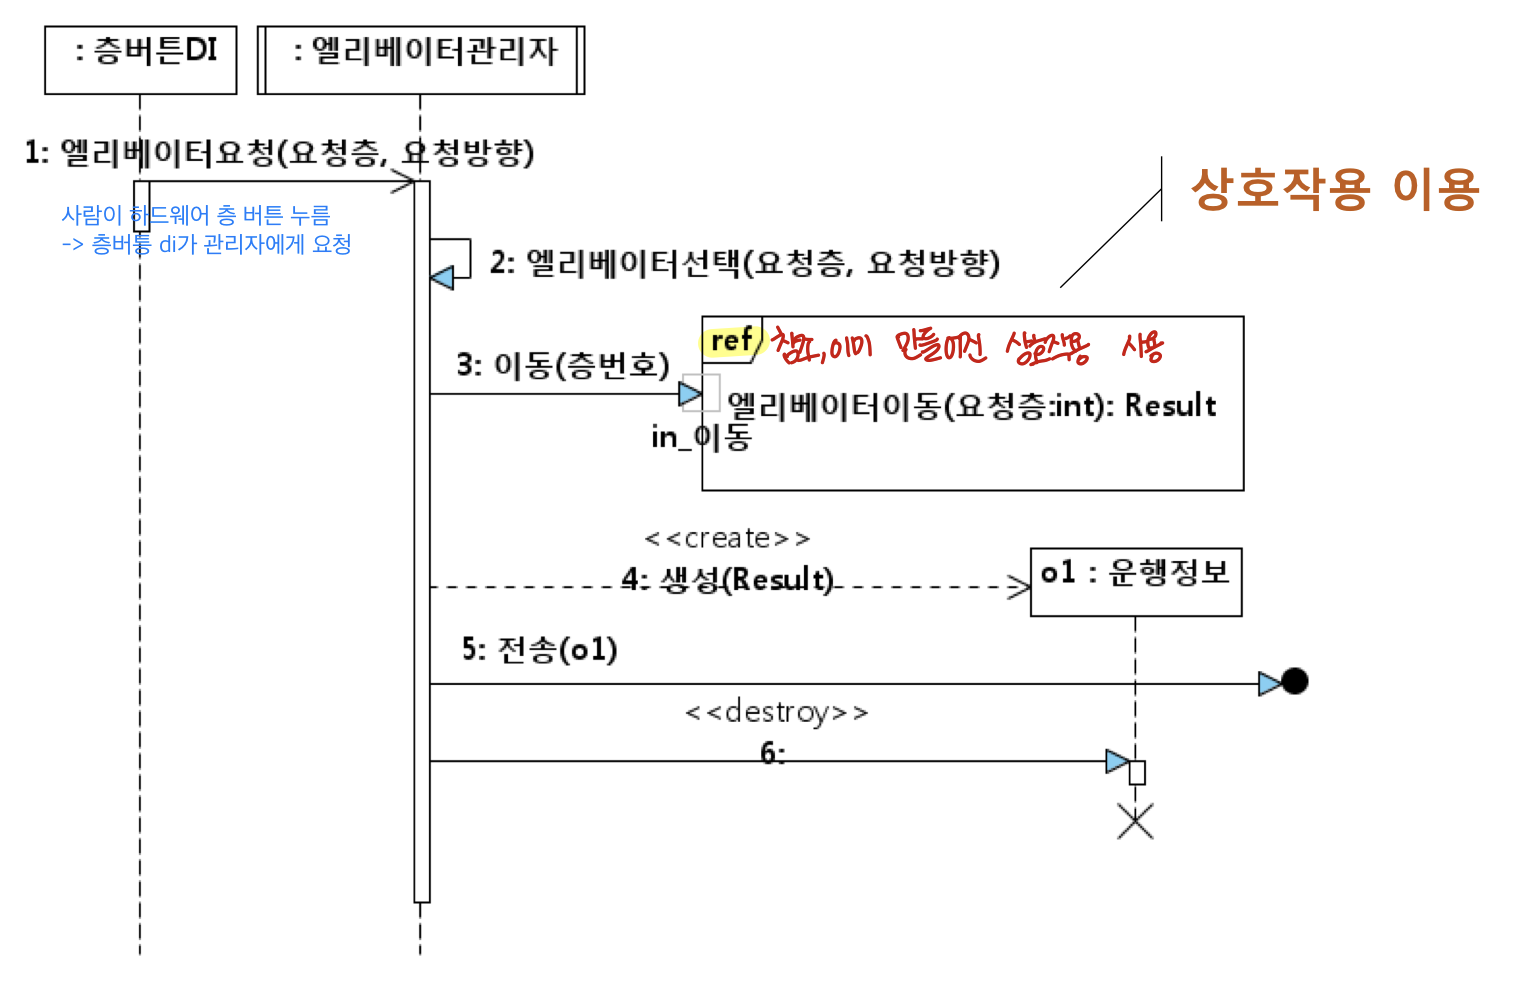 : 층버튼DI
: 엘리베이터관리자
1: 엘리베이터요청(요청층, 요청방향)
사람이 하드웨어 층 버튼 누름
-> 층버튼 di가 관리자에게 요청
상호작용 이용
2: 엘리베이터선택(요청층, 요청방향)
ref 참조, 이미 만들어진 상호작용 사용
3: 이동(층번호)
엘리베이터이동(요청층:int): Result
in_이동
<<create>>
4: 생성(Result)
o1 : 운행정보
5: 전송(o1)
<<destroy>>
6: